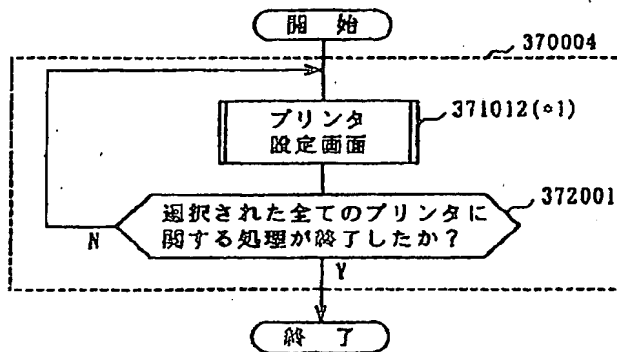 開 始
370004
プリンタ
設定画面
371012(*1)
選択された全てのプリンタに
関する処理が終了したか?
372001
N
Y
終 了